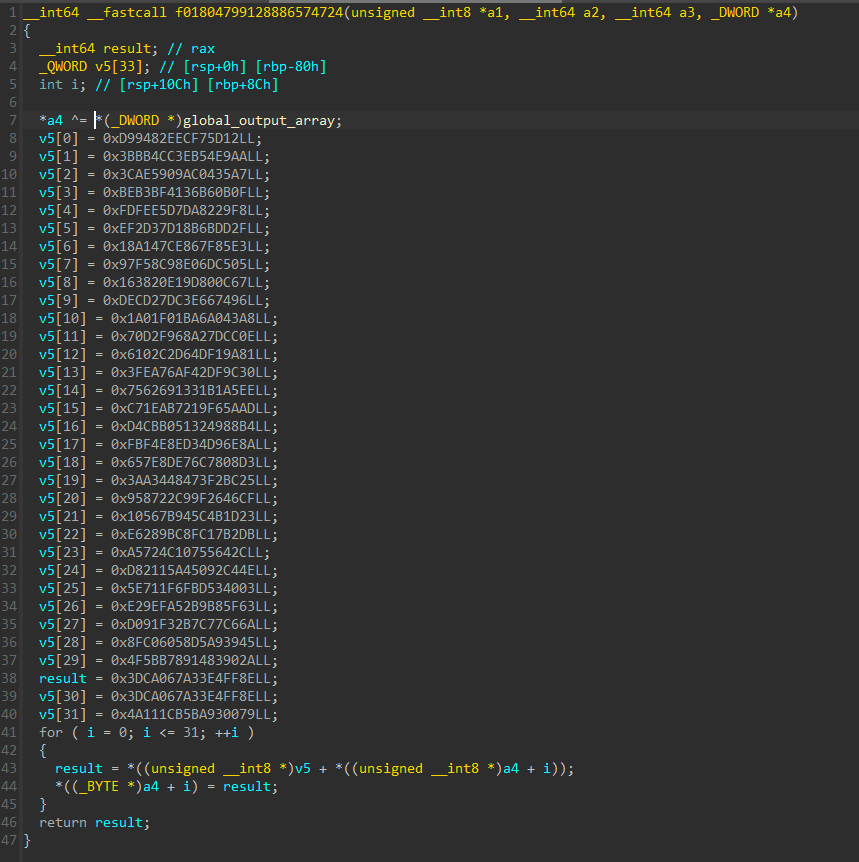 1 __int64 __fastcall f01804799128886574724(unsigned __int8 *a1, __int64 a2, __int64 a3, _DWORD *a4)
2 {
3 __int64 result; // rax
4 _QWORD v5[33]; // [rsp+0h] [rbp-80h]
5 int i; // [rsp+10Ch] [rbp+8Ch]
6
7 *a4 ^= *(_DWORD *)global_output_array;
8 v5[0] = 0xD99482EECF75D12LL;
9 v5[1] = 0x3BBB4CC3EB54E9AALL;
10 v5[2] = 0x3CAE5909AC0435A7LL;
11 v5[3] = 0xBEB3BF4136B60B0FLL;
12 v5[4] = 0xFDFEE5D7DA8229F8LL;
13 v5[5] = 0xEF2D37D18B6BDD2FLL;
14 v5[6] = 0x18A147CE867F85E3LL;
15 v5[7] = 0x97F58C98E06DC505LL;
16 v5[8] = 0x163820E19D800C67LL;
17 v5[9] = 0xDECD27DC3E667496LL;
18 v5[10] = 0x1A01F01BA6A043A8LL;
19 v5[11] = 0x70D2F968A27DCC0ELL;
20 v5[12] = 0x6102C2D64DF19A81LL;
21 v5[13] = 0x3FEA76AF42DF9C30LL;
22 v5[14] = 0x7562691331B1A5EELL;
23 v5[15] = 0xC71EAB7219F65AADLL;
24 v5[16] = 0xD4CBB051324988B4LL;
25 v5[17] = 0xFBF4E8ED34D96E8ALL;
26 v5[18] = 0x657E8DE76C7808D3LL;
27 v5[19] = 0x3AA3448473F2BC25LL;
28 v5[20] = 0x958722C99F2646CFLL;
29 v5[21] = 0x10567B945C4B1D23LL;
30 v5[22] = 0xE6289BC8FC17B2DBLL;
31 v5[23] = 0xA5724C10755642CLL;
32 v5[24] = 0xD82115A45092C44ELL;
33 v5[25] = 0x5E711F6FBD534003LL;
34 v5[26] = 0xE29EFA52B9B85F63LL;
35 v5[27] = 0xD091F32B7C77C66ALL;
36 v5[28] = 0x8FC06058D5A93945LL;
37 v5[29] = 0x4F5BB7891483902ALL;
38 result = 0x3DCA067A33E4FF8ELL;
39 v5[30] = 0x3DCA067A33E4FF8ELL;
40 v5[31] = 0x4A111CB5BA930079LL;
41 for ( i = 0; i <= 31; ++i )
42 {
43 result = *((unsigned __int8 *)v5 + *((unsigned __int8 *)a4 + i));
44 *((_BYTE *)a4 + i) = result;
45 }
46 return result;
47 }